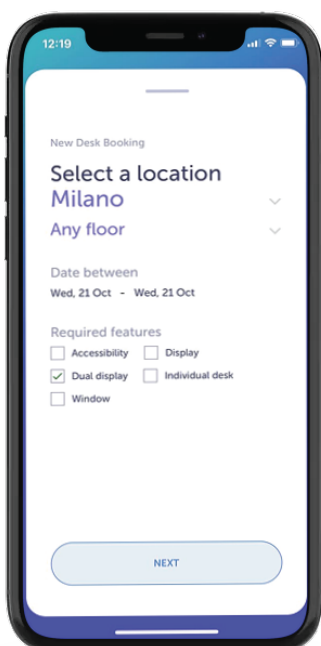 12:19
New Desk Booking
Select a location
Milano
Any floor
Date between
Wed, 21 Oct - Wed, 21 Oct
Required features
Accessibility Display
Dual display Individual desk
Window
NEXT